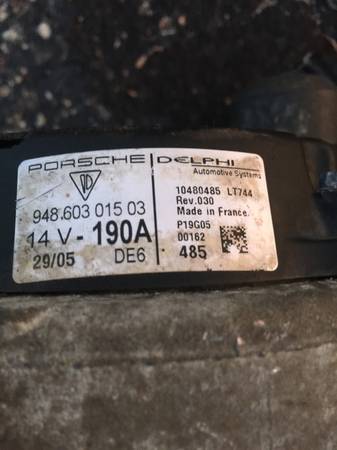 PORSCHE
948.603 015 03
14 V - 190A
29/05 DE6
DELPHI
Automotive Systems
10480485 LT744
Rev.030
Made in France.
P19G05
00162
485